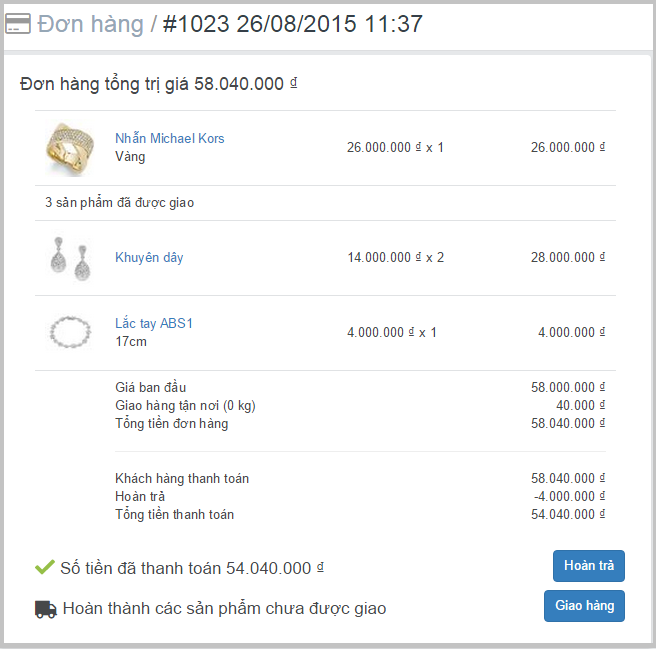 Đơn hàng / #1023 26/08/2015 11:37
Đơn hàng tổng trị giá 58.040.000 ₫
Nhẫn Michael Kors
Vàng
26.000.000 ₫ x 1
26.000.000 ₫
3 sản phẩm đã được giao
Khuyên dây
14.000.000 ₫ x 2
28.000.000 ₫
Lắc tay ABS1
17cm
4.000.000 ₫ x 1
4.000.000 ₫
Giá ban đầu 58.000.000 ₫
Giao hàng tận nơi (0 kg) 40.000 ₫
Tổng tiền đơn hàng 58.040.000 ₫
Khách hàng thanh toán 58.040.000 ₫
Hoàn trả -4.000.000 ₫
Tổng tiền thanh toán 54.040.000 ₫
Số tiền đã thanh toán 54.040.000 ₫
Hoàn trả
Hoàn thành các sản phẩm chưa được giao
Giao hàng